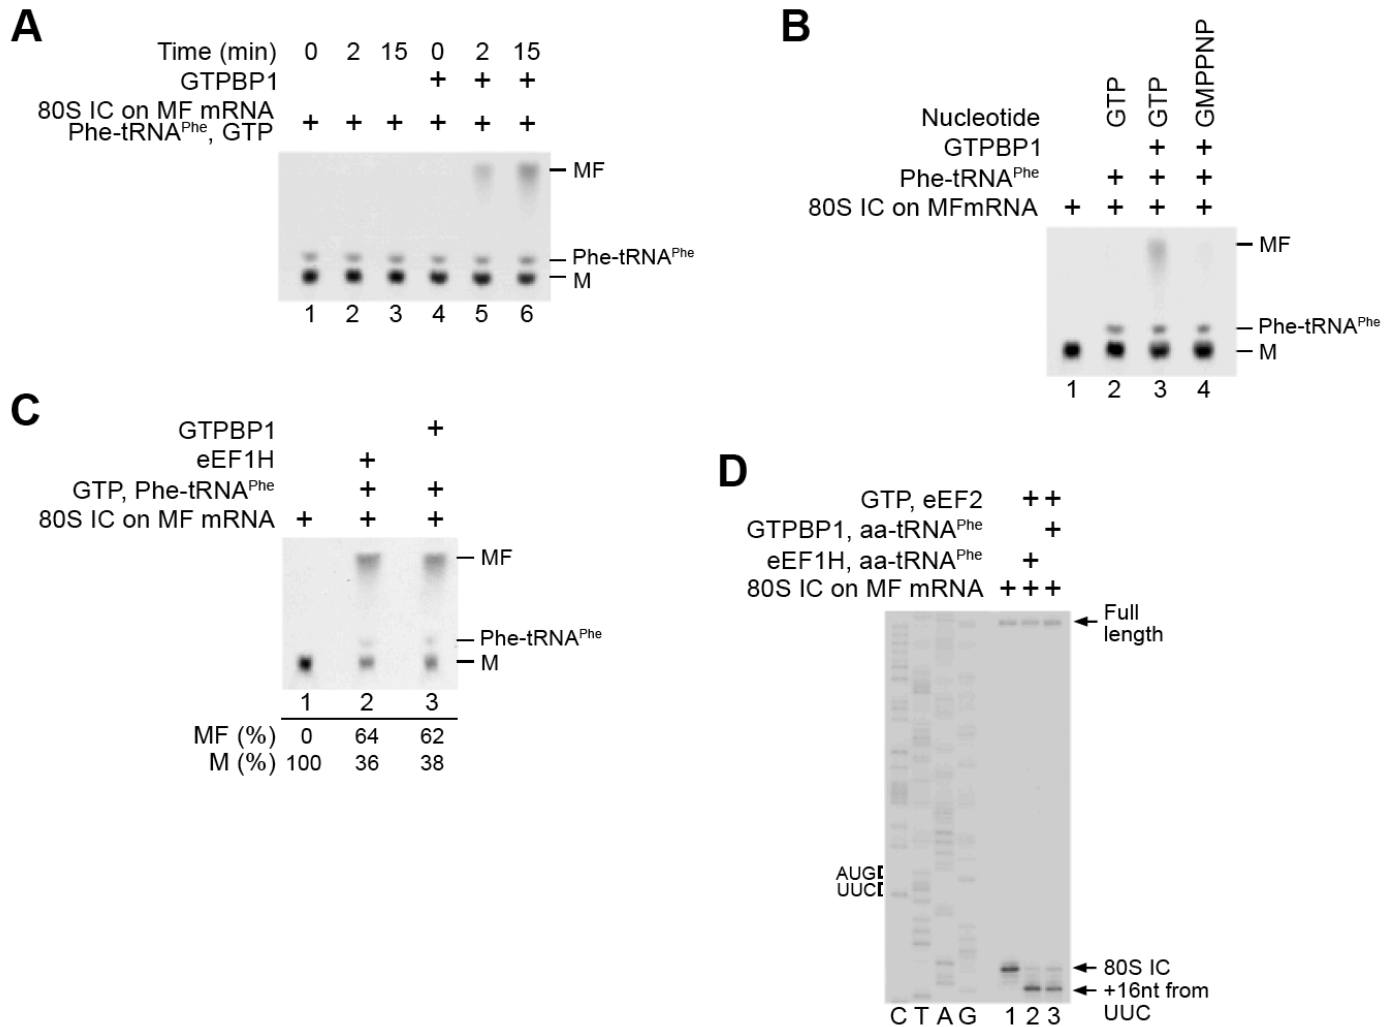 A
Time (min) 0 2 15 0 2 15
GTPBP1 + + +
80S IC on MF mRNA
Phe-tRNAPhe, GTP + + + + + +
MF
Phe-tRNAPhe
M
1 2 3 4 5 6
B
Nucleotide GTP GTP GMPPNP
GTPBP1 + +
Phe-tRNAPhe + + +
80S IC on MFmRNA + + + +
MF
Phe-tRNAPhe
M
1 2 3 4
C
GTPBP1 +
eEF1H +
GTP, Phe-tRNAPhe + +
80S IC on MF mRNA + + +
MF
Phe-tRNAPhe
M
1 2 3
MF (%) 0 64 62
M (%) 100 36 38
D
GTP, eEF2 + +
GTPBP1, aa-tRNAPhe +
eEF1H, aa-tRNAPhe +
80S IC on MF mRNA + + +
Full
length
AUG
UUC
80S IC
+16nt from
UUC
C T A G 1 2 3